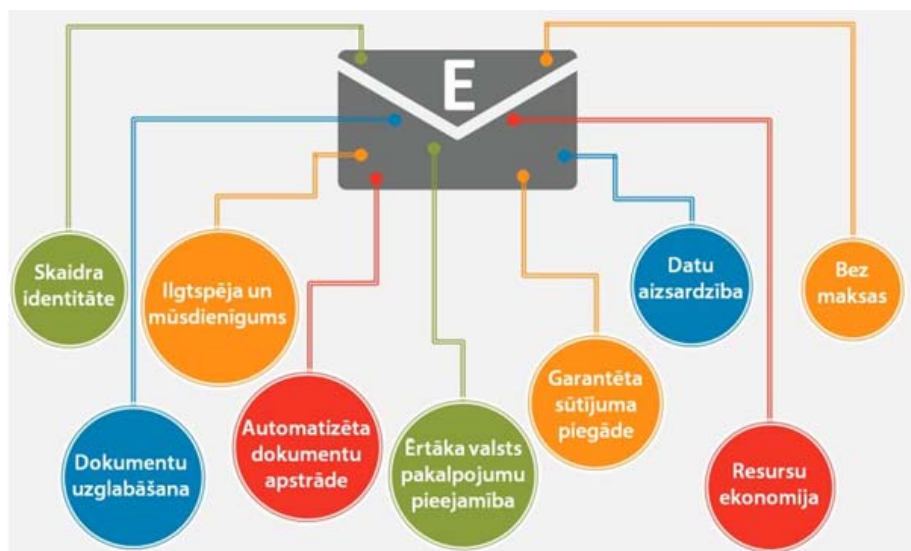 E
Skaidra
identitāte
Ilgtspēja un
mūsdienīgums
Datu
aizsardzība
Bez
maksas
Garantēta
sūtījuma
piegāde
Dokumentu
uzglabāšana
Automatizēta
dokumentu
apstrāde
Ērtāka valsts
pakalpojumu
pieejamība
Resursu
ekonomija